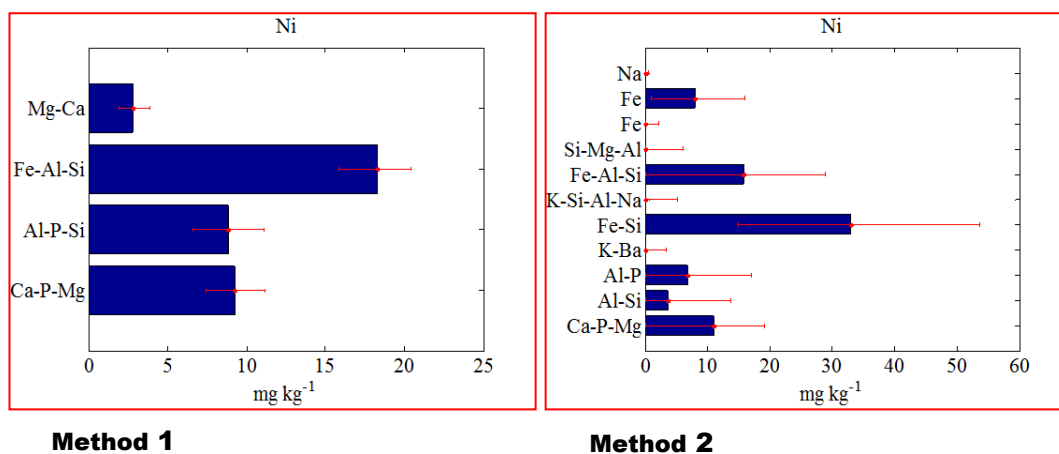 Ni
Mg-Ca
Fe-Al-Si
Al-P-Si
Ca-P-Mg
0 5 10 15 20 25
mg kg⁻¹
Method 1
Ni
Na
Fe
Fe
Si-Mg-Al
Fe-Al-Si
K-Si-Al-Na
Fe-Si
K-Ba
Al-P
Al-Si
Ca-P-Mg
0 10 20 30 40 50 60
mg kg⁻¹
Method 2